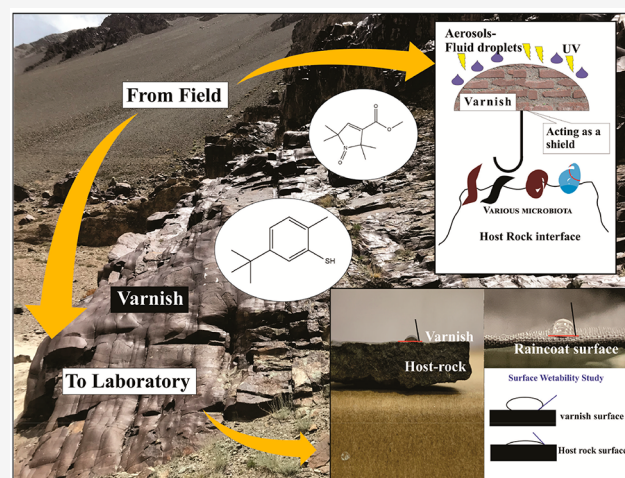 Aerosols-
Fluid droplets
UV
Varnish
Acting as a
shield
VARIOUS MICROBIOTA
Host Rock interface
From Field
O
O
N
O
SH
Varnish
To Laboratory
Varnish
Host-rock
Raincoat surface
Surface Wetability Study
varnish surface
Host rock surface